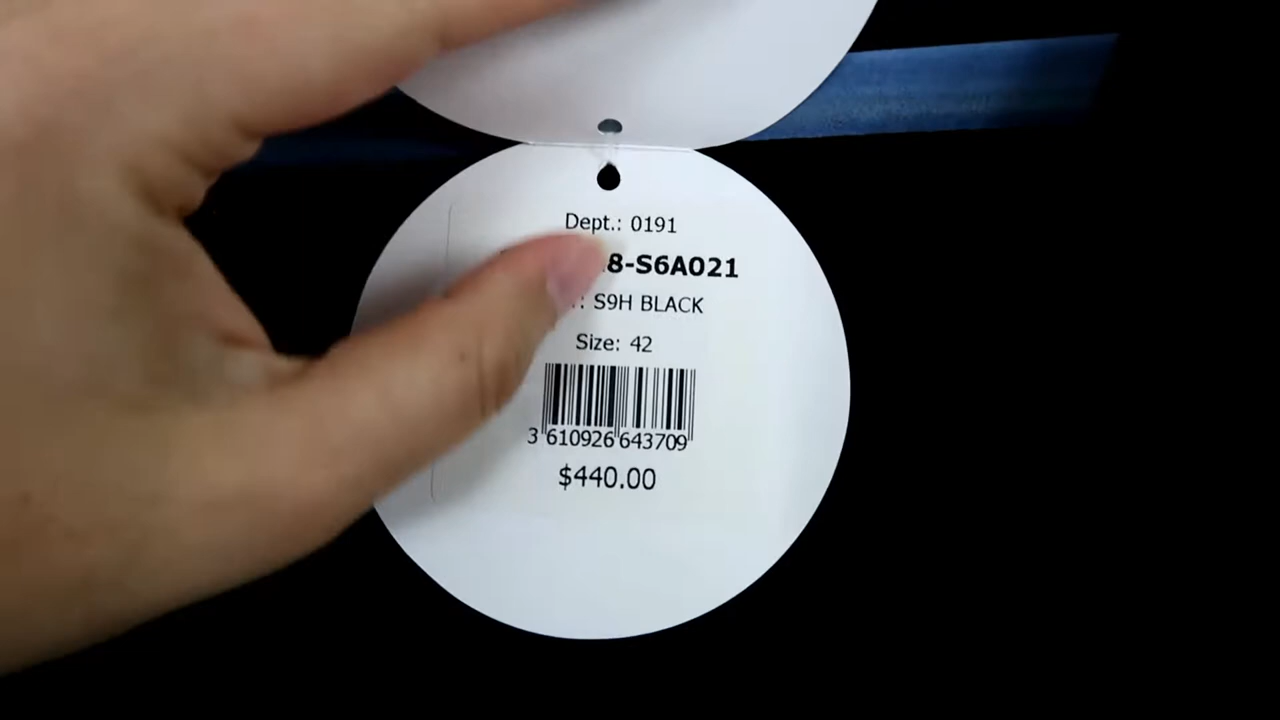 Dept.: 0191
8-S6A021
: S9H BLACK
Size: 42
3 610926 643709
$440.00